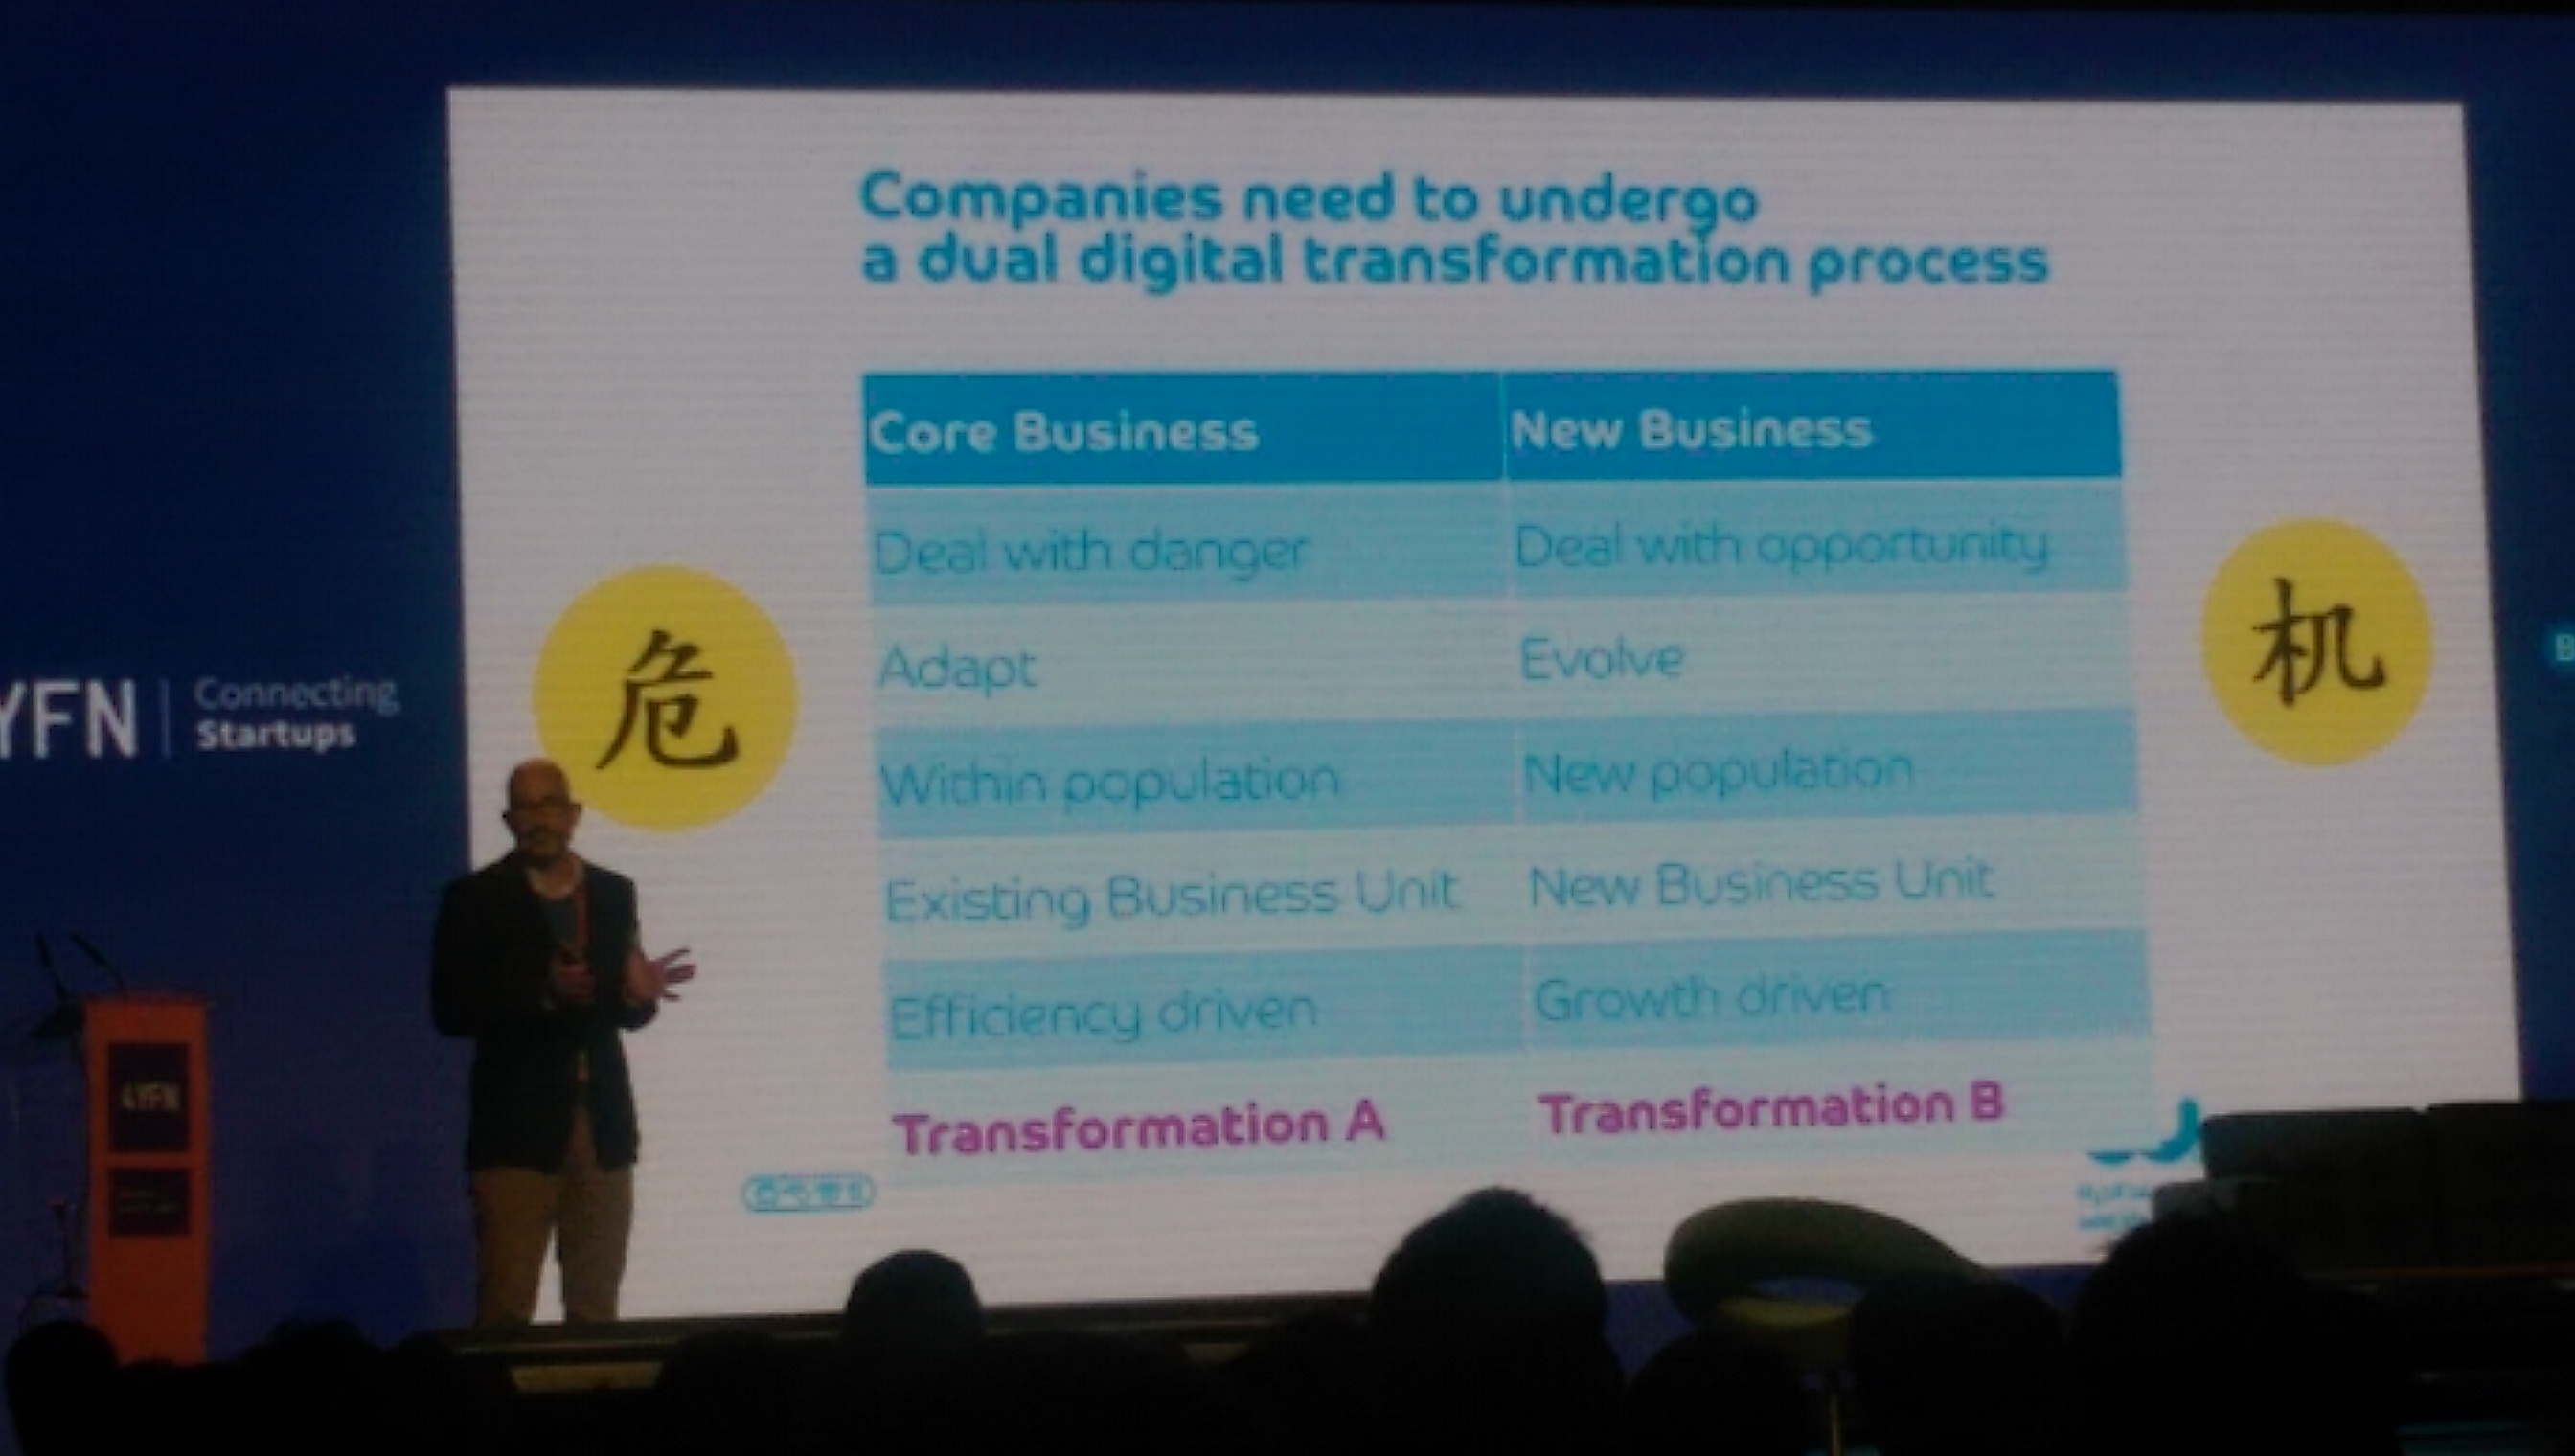 Companies need to undergo
a dual digital transformation process
Core Business New Business
Deal with danger Deal with opportunity
Adapt Evolve
危 机
Within population New population
YFN Connecting
Startups
Existing Business Unit New Business Unit
Efficiency driven Growth driven
Transformation A Transformation B
4YFN
B